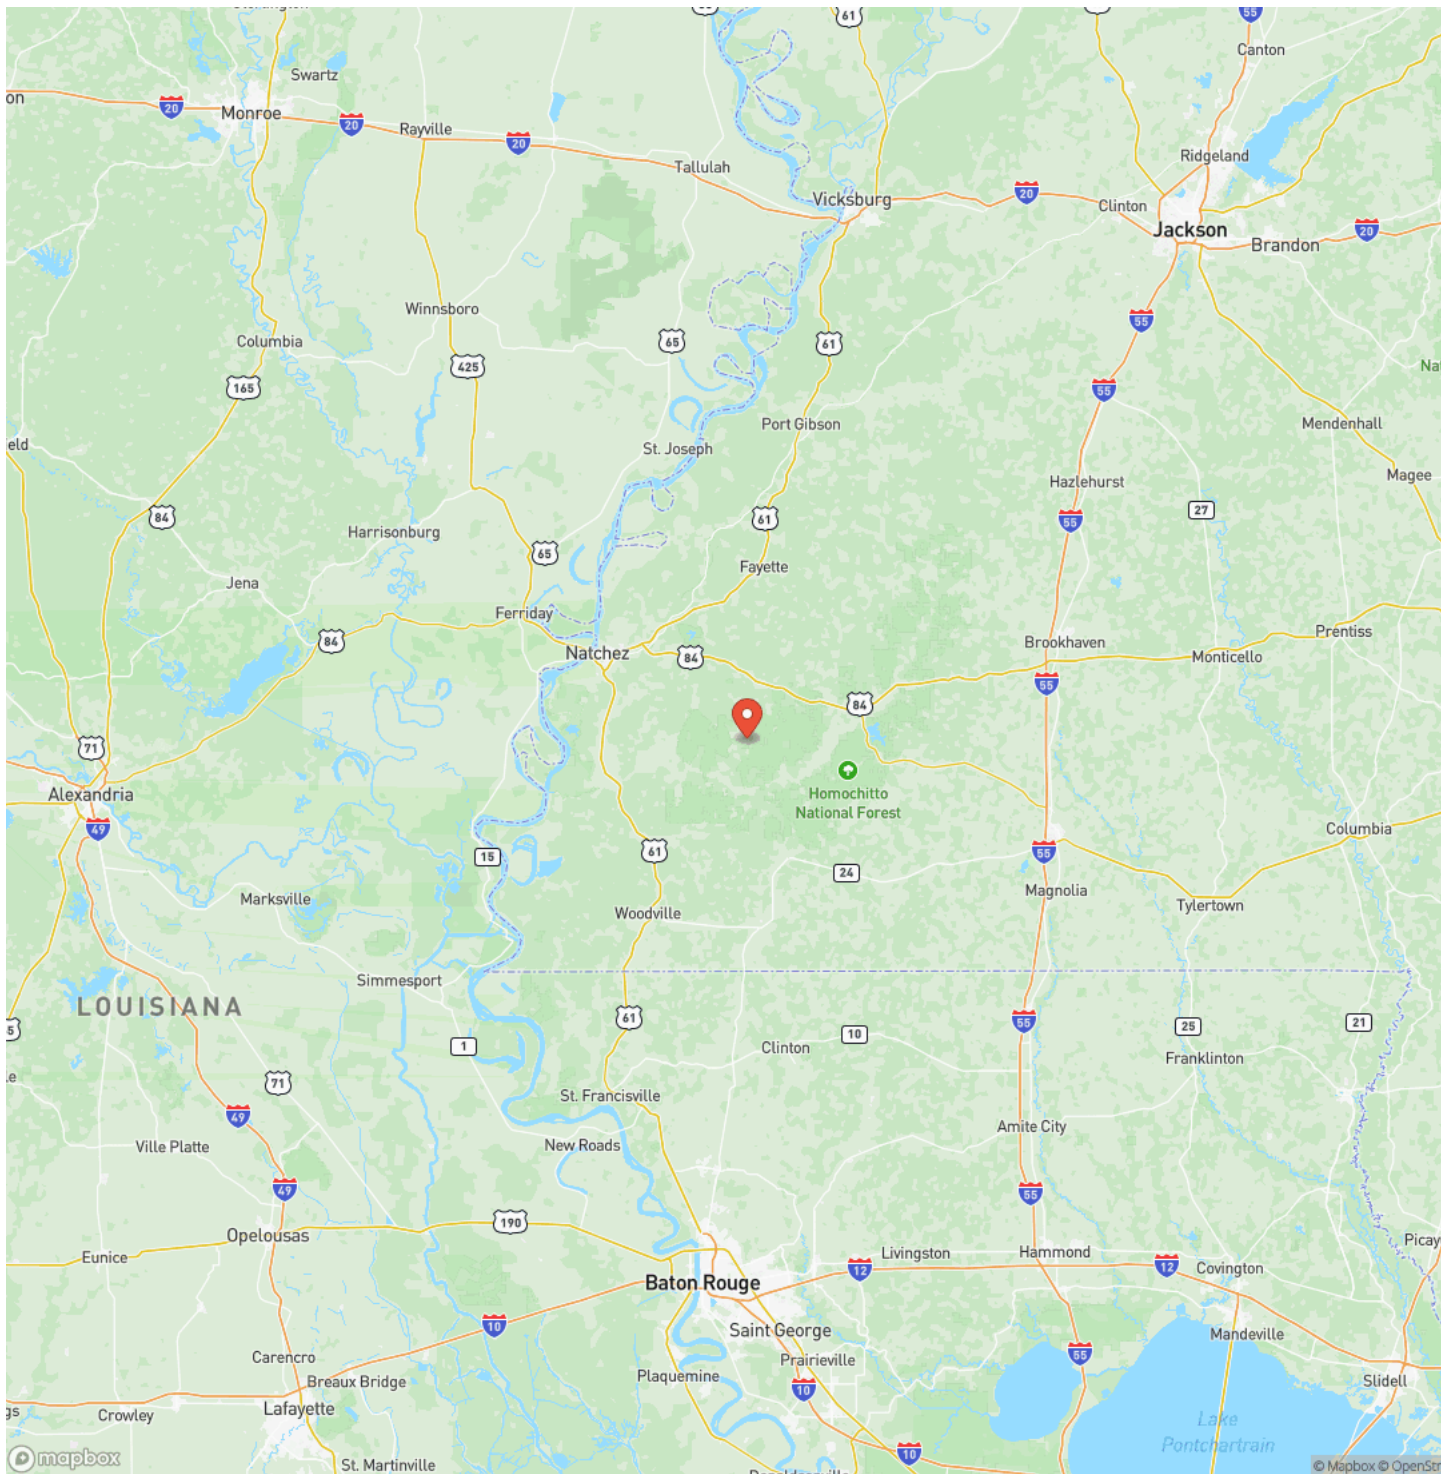 61
55
Canton
Swartz
20
Monroe
20
Rayville
20
Tallulah
Ridgeland
Vicksburg
20
Clinton
Jackson
Brandon
20
Winnsboro
Columbia
65
61
55
425
165
55
Port Gibson
Mendenhall
St. Joseph
Magee
Hazlehurst
84
61
55
27
Harrisonburg
65
Fayette
Jena
Ferriday
84
Natchez
84
Brookhaven
Prentiss
Monticello
55
84
71
Alexandria
Homochitto
National Forest
49
15
61
24
55
Columbia
Marksville
Magnolia
Tylertown
Woodville
Simmesport
LOUISIANA
61
55
25
21
10
1
Clinton
Franklinton
71
St. Francisville
49
Amite City
New Roads
Ville Platte
49
55
190
Opelousas
Eunice
Livingston
Hammond
12
12
Covington
Baton Rouge
10
Saint George
Mandeville
Carencro
Prairieville
55
Breaux Bridge
Plaquemine
10
Slidell
Crowley
Lafayette
Lake
Pontchartrain
10
mapbox
St. Martinville
© Mapbox © OpenStr